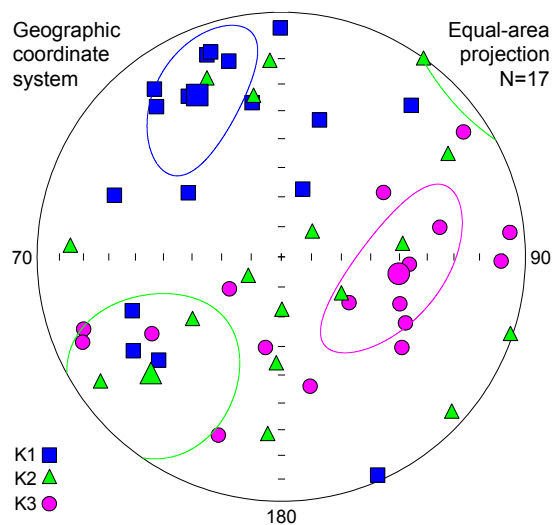 Geographic
coordinate
system
Equal-area
projection
N=17
70
90
K1
K2
K3
180